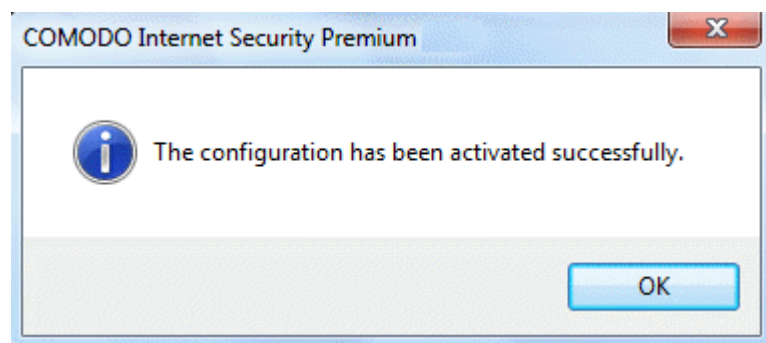 COMODO Internet Security Premium
The configuration has been activated successfully.
OK